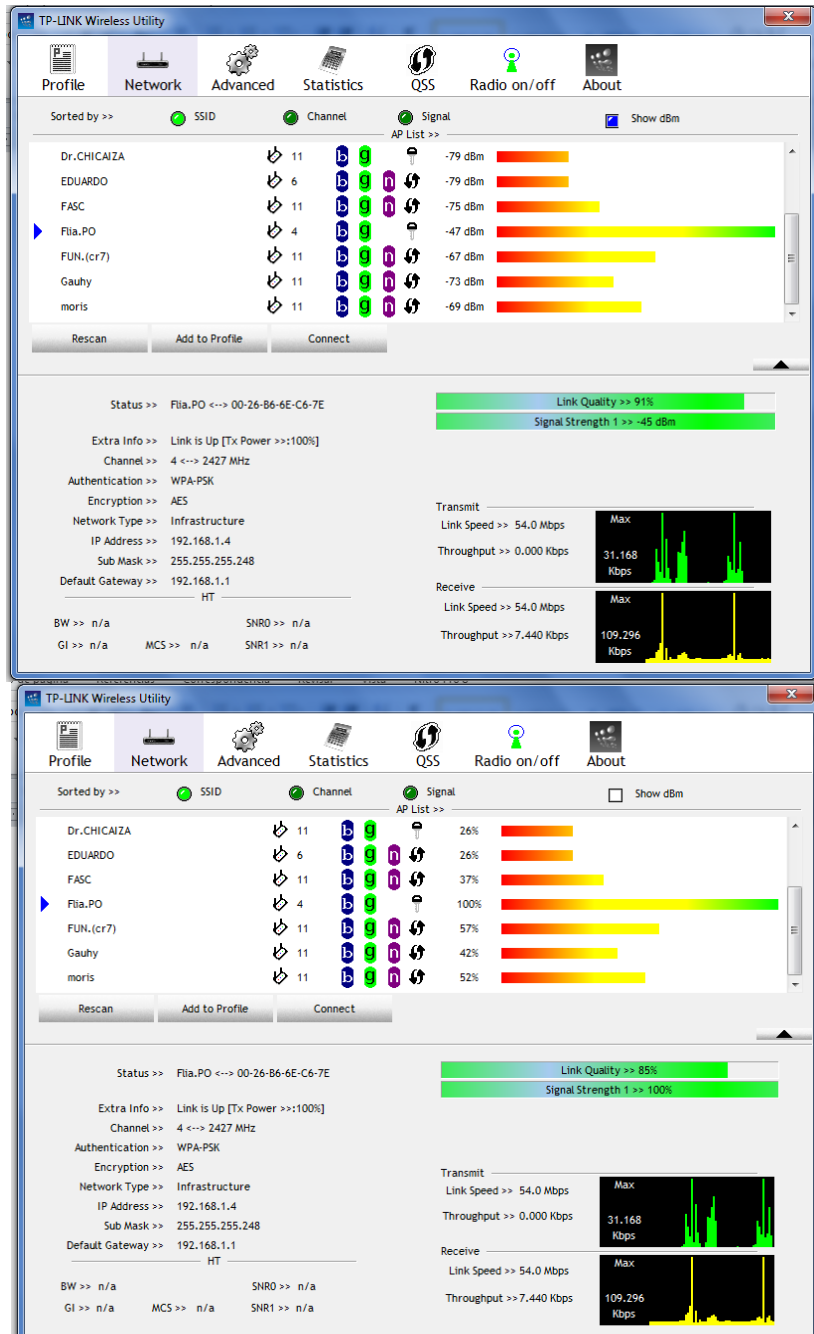 TP-LINK Wireless Utility
Profile Network Advanced Statistics QSS Radio on/off About
Sorted by >> SSID Channel Signal Show dBm
AP List >>
Dr.CHICAIZA 11 b g -79 dBm
EDUARDO 6 b g n -79 dBm
FASC 11 b g n -75 dBm
Flia.PO 4 b g -47 dBm
FUN.(cr7) 11 b g n -67 dBm
Gauhy 11 b g n -73 dBm
moris 11 b g n -69 dBm
Rescan Add to Profile Connect
Status >> Flia.PO <--> 00-26-B6-6E-C6-7E
Extra Info >> Link is Up [Tx Power >>:100%]
Channel >> 4 <--> 2427 MHz
Authentication >> WPA-PSK
Encryption >> AES
Network Type >> Infrastructure
IP Address >> 192.168.1.4
Sub Mask >> 255.255.255.248
Default Gateway >> 192.168.1.1
HT
BW >> n/a SNR0 >> n/a
GI >> n/a MCS >> n/a SNR1 >> n/a
Link Quality >> 91%
Signal Strength 1 >> -45 dBm
Transmit
Link Speed >> 54.0 Mbps
Throughput >> 0.000 Kbps
Max
31.168
Kbps
Receive
Link Speed >> 54.0 Mbps
Throughput >>7.440 Kbps
Max
109.296
Kbps
TP-LINK Wireless Utility
Profile Network Advanced Statistics QSS Radio on/off About
Sorted by >> SSID Channel Signal Show dBm
AP List >>
Dr.CHICAIZA 11 b g 26%
EDUARDO 6 b g n 26%
FASC 11 b g n 37%
Flia.PO 4 b g 100%
FUN.(cr7) 11 b g n 57%
Gauhy 11 b g n 42%
moris 11 b g n 52%
Rescan Add to Profile Connect
Status >> Flia.PO <--> 00-26-B6-6E-C6-7E
Extra Info >> Link is Up [Tx Power >>:100%]
Channel >> 4 <--> 2427 MHz
Authentication >> WPA-PSK
Encryption >> AES
Network Type >> Infrastructure
IP Address >> 192.168.1.4
Sub Mask >> 255.255.255.248
Default Gateway >> 192.168.1.1
HT
BW >> n/a SNR0 >> n/a
GI >> n/a MCS >> n/a SNR1 >> n/a
Link Quality >> 85%
Signal Strength 1 >> 100%
Transmit
Link Speed >> 54.0 Mbps
Throughput >> 0.000 Kbps
Max
31.168
Kbps
Receive
Link Speed >> 54.0 Mbps
Throughput >>7.440 Kbps
Max
109.296
Kbps